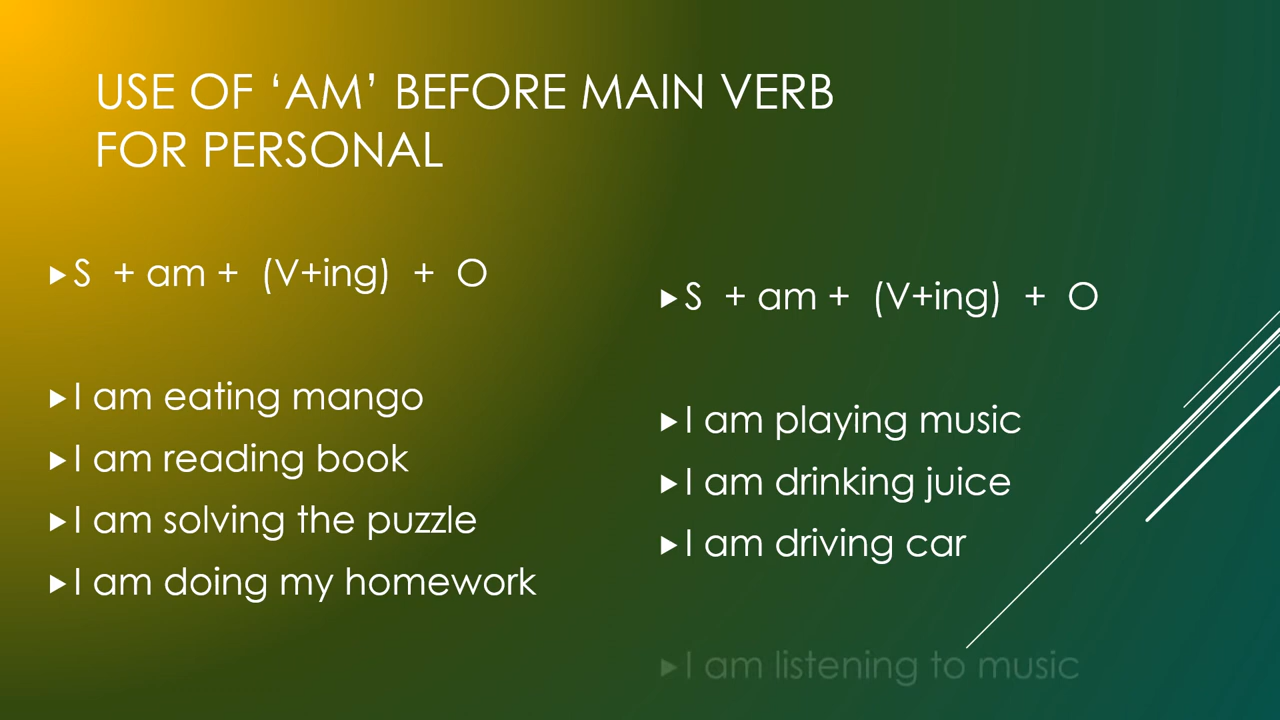 USE OF ‘AM’ BEFORE MAIN VERB
FOR PERSONAL
S + am + (V+ing) + O
I am eating mango
I am reading book
I am solving the puzzle
I am doing my homework
S + am + (V+ing) + O
I am playing music
I am drinking juice
I am driving car
I am listening to music